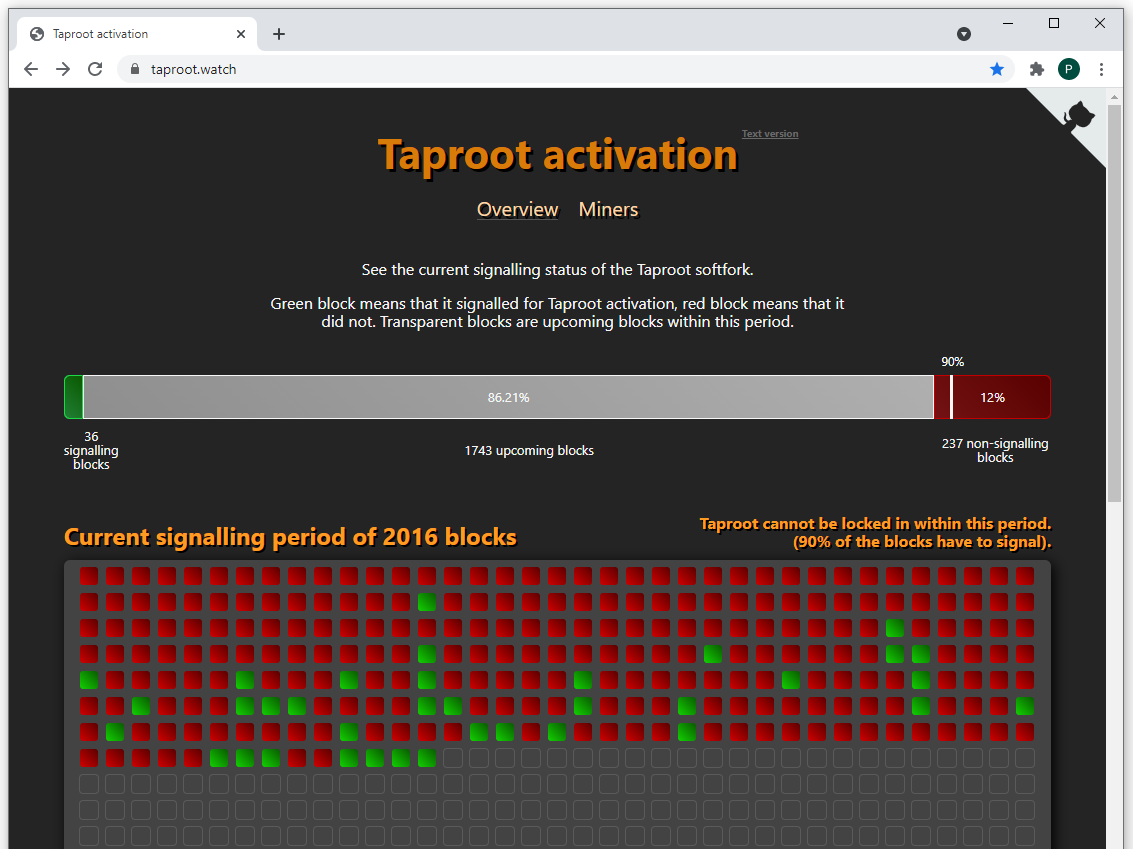 Taproot activation
taproot.watch
P
Text version
Taproot activation
Overview Miners
See the current signalling status of the Taproot softfork.
Green block means that it signalled for Taproot activation, red block means that it
did not. Transparent blocks are upcoming blocks within this period.
90%
86.21%
12%
36
signalling
blocks
1743 upcoming blocks
237 non-signalling
blocks
Current signalling period of 2016 blocks
Taproot cannot be locked in within this period.
(90% of the blocks have to signal).